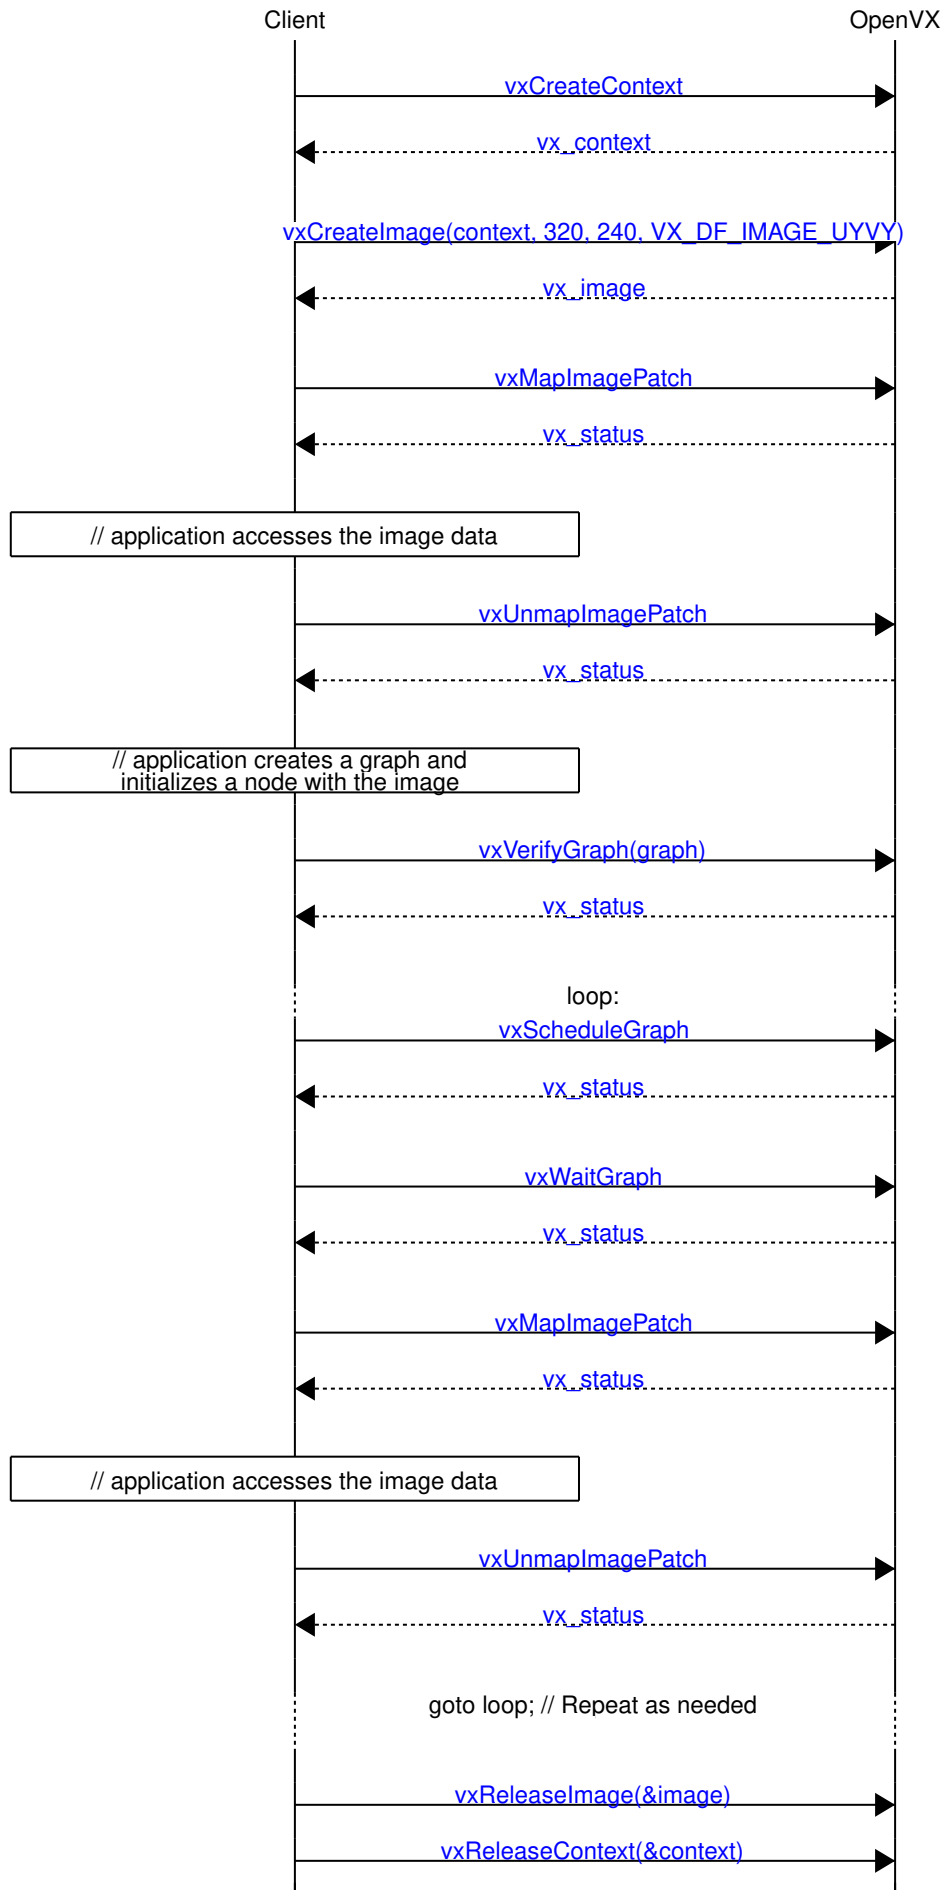 Client
OpenVX
vxCreateContext
vx_context
vxCreateImage(context, 320, 240, VX_DF_IMAGE_UYVY)
vx_image
vxMapImagePatch
vx_status
// application accesses the image data
vxUnmapImagePatch
vx_status
// application creates a graph and
initializes a node with the image
vxVerifyGraph(graph)
vx_status
loop:
vxScheduleGraph
vx_status
vxWaitGraph
vx_status
vxMapImagePatch
vx_status
// application accesses the image data
vxUnmapImagePatch
vx_status
goto loop; // Repeat as needed
vxReleaseImage(&image)
vxReleaseContext(&context)